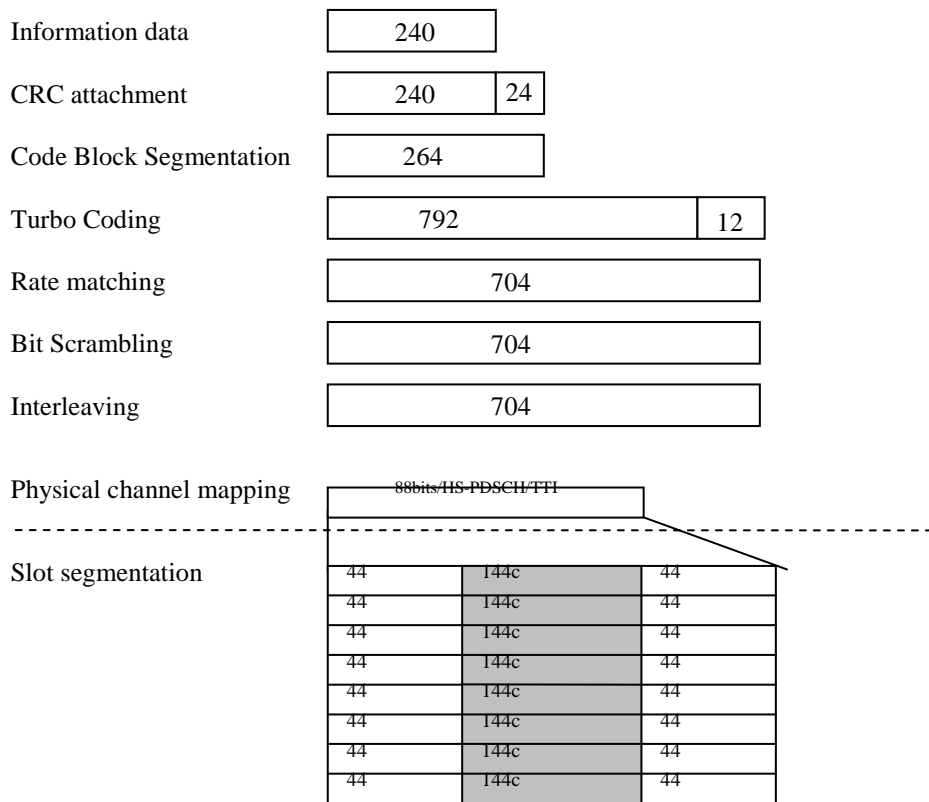 Information data 240
CRC attachment 240 24
Code Block Segmentation 264
Turbo Coding 792 12
Rate matching 704
Bit Scrambling 704
Interleaving 704
Physical channel mapping 88bits/HS-PDSCH/TTI
Slot segmentation
44 144c 44
44 144c 44
44 144c 44
44 144c 44
44 144c 44
44 144c 44
44 144c 44
44 144c 44